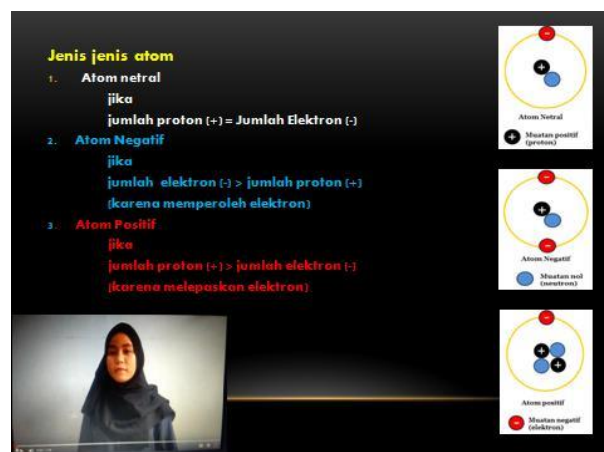 Jenis jenis atom
1. Atom netral
jika
jumlah proton (+) = Jumlah Elektron (-)
2. Atom Negatif
jika
jumlah elektron (-) > jumlah proton (+)
(karena memperoleh elektron)
3. Atom Positif
jika
jumlah proton (+) > jumlah elektron (-)
(karena melepaskan elektron)
Atom Netral
Muatan positif
(proton)
Atom Negatif
Muatan nol
(neutron)
Atom positif
Muatan negatif
(elektron)